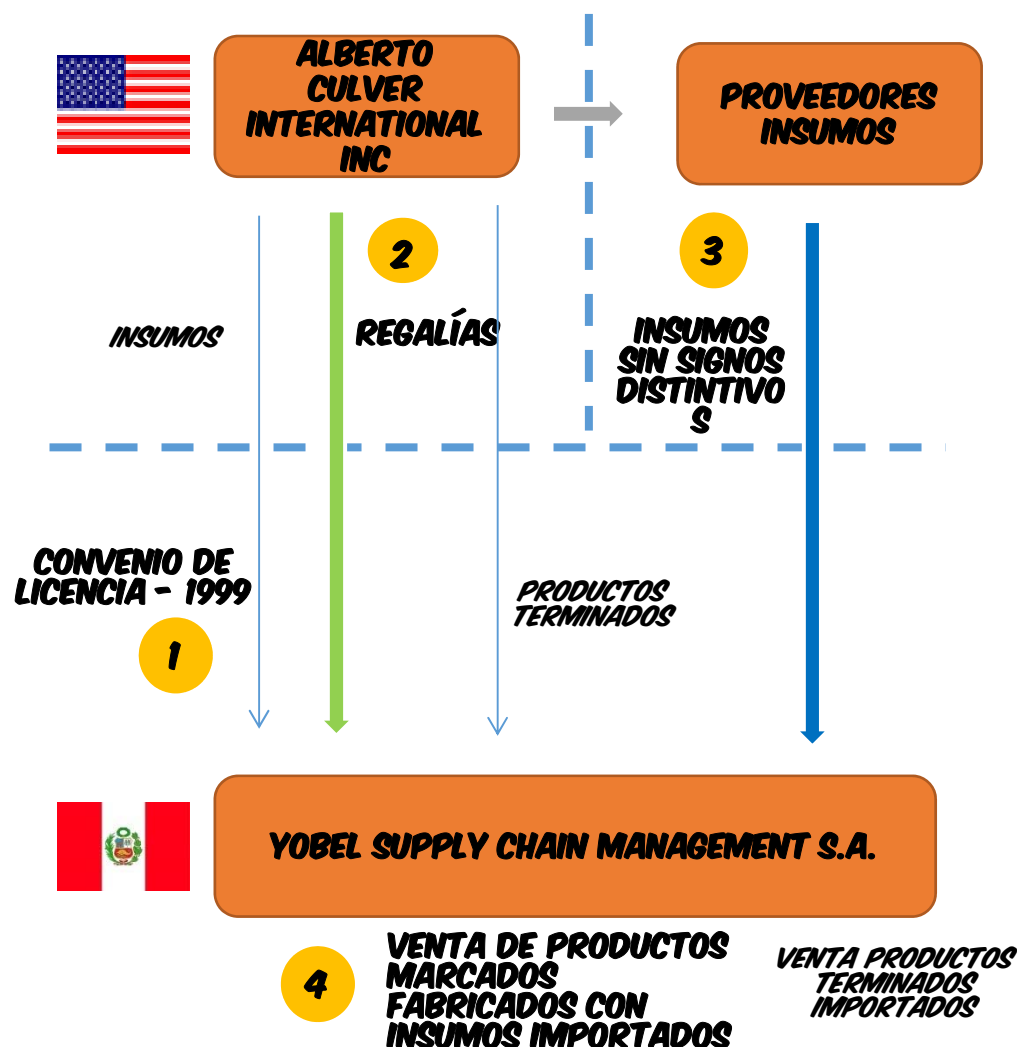 ALBERTO
CULVER
INTERNATIONAL
INC
PROVEEDORES
INSUMOS
2
3
INSUMOS
REGALÍAS
INSUMOS
SIN SIGNOS
DISTINTIVO
S
CONVENIO DE
LICENCIA - 1999
1
PRODUCTOS
TERMINADOS
YOBEL SUPPLY CHAIN MANAGEMENT S.A.
4
VENTA DE PRODUCTOS
MARCADOS
FABRICADOS CON
INSUMOS IMPORTADOS
VENTA PRODUCTOS
TERMINADOS
IMPORTADOS